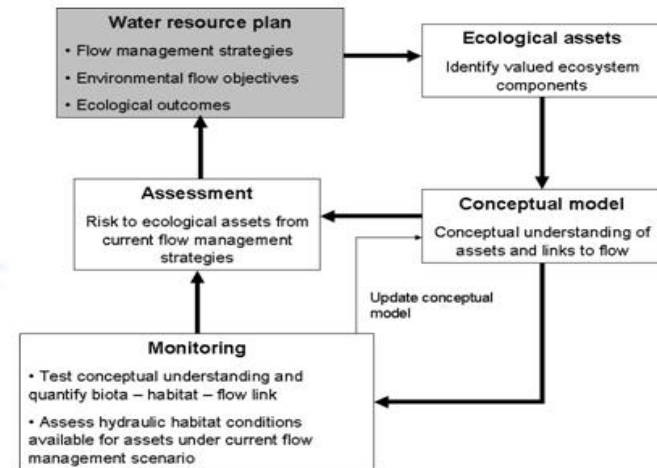 Water resource plan
• Flow management strategies
• Environmental flow objectives
• Ecological outcomes
Ecological assets
Identify valued ecosystem
components
Assessment
Risk to ecological assets from
current flow management
strategies
Conceptual model
Conceptual understanding of
assets and links to flow
Update conceptual
model
Monitoring
• Test conceptual understanding and
quantify biota – habitat – flow link
• Assess hydraulic habitat conditions
available for assets under current flow
management scenario